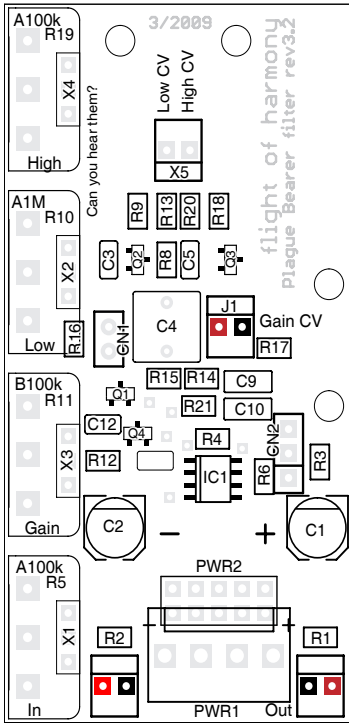 A100k
R19
X4
High
3/2009
Can you hear them?
Low CV
High CV
X5
flight of harmony
Plague Bearer filter rev3.2
A1M
R10
X2
Low
R16
R9
R13
R20
R18
C3
Q2
R8
C5
Q3
CN1
C4
J1
Gain CV
R17
B100k
R11
X3
Gain
R15
R14
C9
Q1
R21
C10
C12
Q4
R4
CN2
R12
IC1
R6
R3
C2
-
+
C1
A100k
R5
X1
In
PWR2
R2
+
+
R1
PWR1
Out